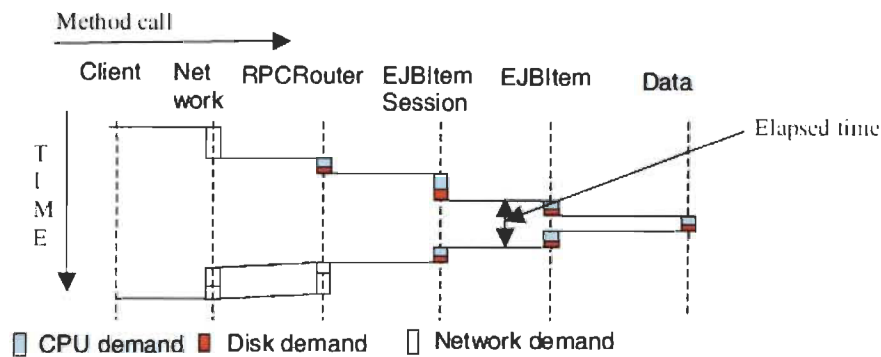 Method call
Client
Net
work
RPCRouter
EJBItem
Session
EJBItem
Data
Elapsed time
T
I
M
E
CPU demand
Disk demand
Network demand